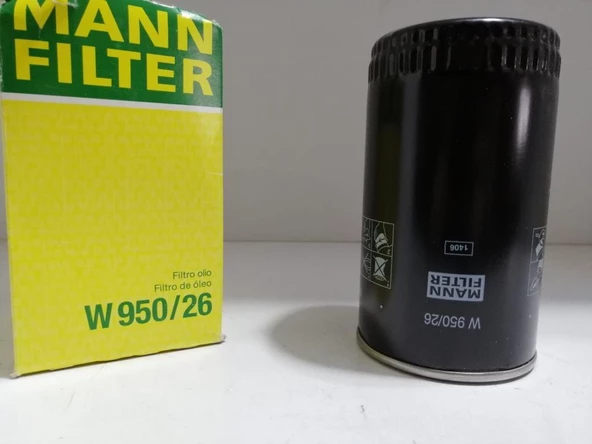 MANN
FILTER
Filtro olio
Filtro de óleo
W 950/26
1406
MANN
FILTER
W 950/26